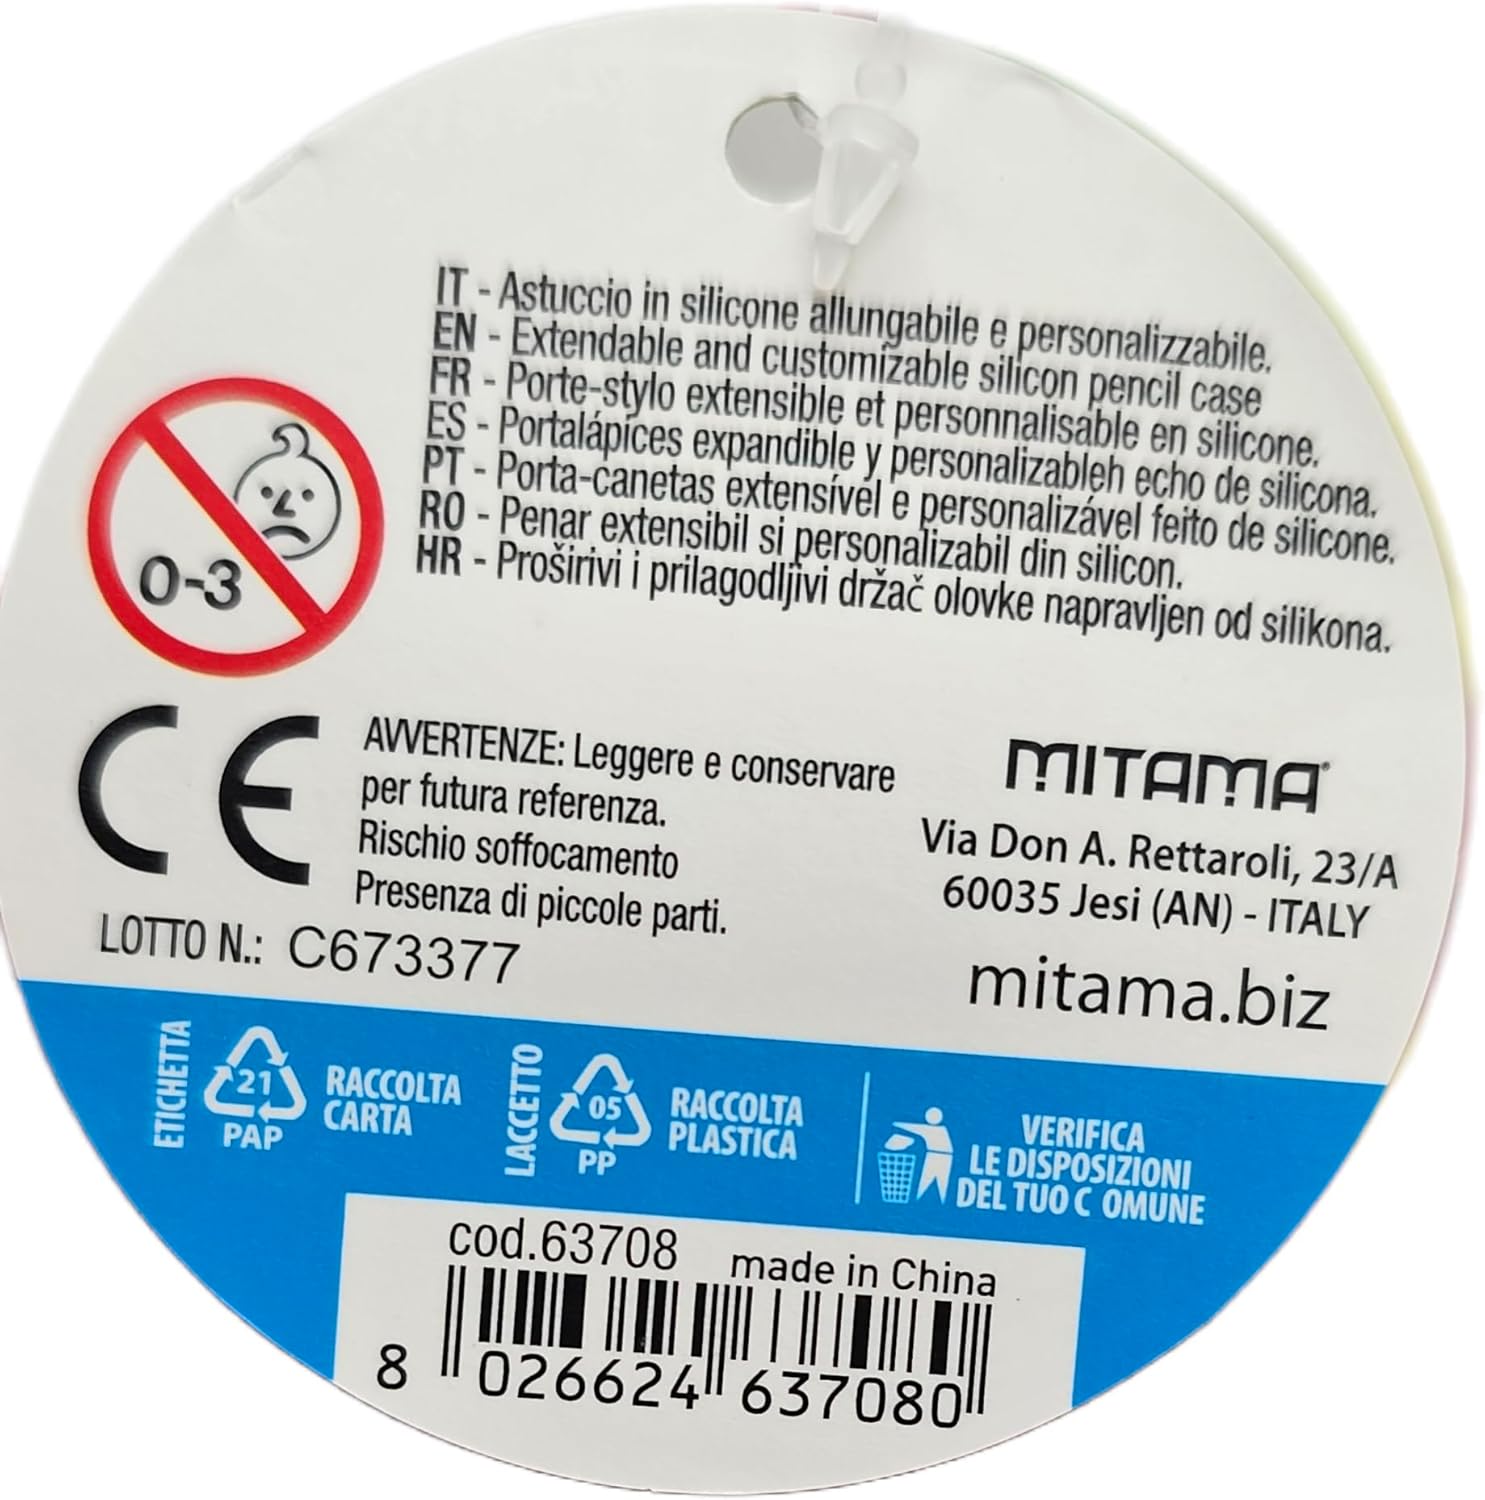 IT - Astuccio in silicone allungabile e personalizzabile.
EN - Extendable and customizable silicon pencil case
FR - Porte-stylo extensible et personnalisable en silicone.
ES - Portalápices expandible y personalizableh echo de silicona.
PT - Porta-canetas extensível e personalizável feito de silicone.
RO - Penar extensibil si personalizabil din silicon.
HR - Proširivi i prilagodljivi držač olovke napravljen od silikona.
0-3
CE
AVVERTENZE: Leggere e conservare
per futura referenza.
Rischio soffocamento
Presenza di piccole parti.
LOTTO N.: C673377
MITAMA®
Via Don A. Rettaroli, 23/A
60035 Jesi (AN) - ITALY
mitama.biz
ETICHETTA
21
PAP
RACCOLTA
CARTA
LACCETTO
05
PP
RACCOLTA
PLASTICA
VERIFICA
LE DISPOSIZIONI
DEL TUO C OMUNE
cod.63708 made in China
8 026624 637080